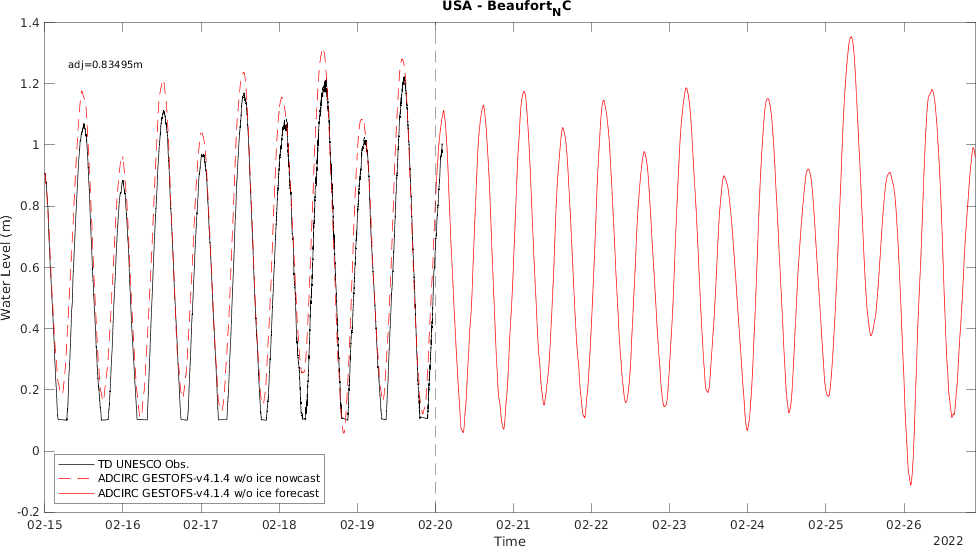 USA - Beaufort_NC
1.4
adj=0.83495m
1.2
1
0.8
0.6
0.4
0.2
0
-0.2
Water Level (m)
TD UNESCO Obs.
ADCIRC GESTOFS-v4.1.4 w/o ice nowcast
ADCIRC GESTOFS-v4.1.4 w/o ice forecast
02-15 02-16 02-17 02-18 02-19 02-20 02-21 02-22 02-23 02-24 02-25 02-26
Time
2022